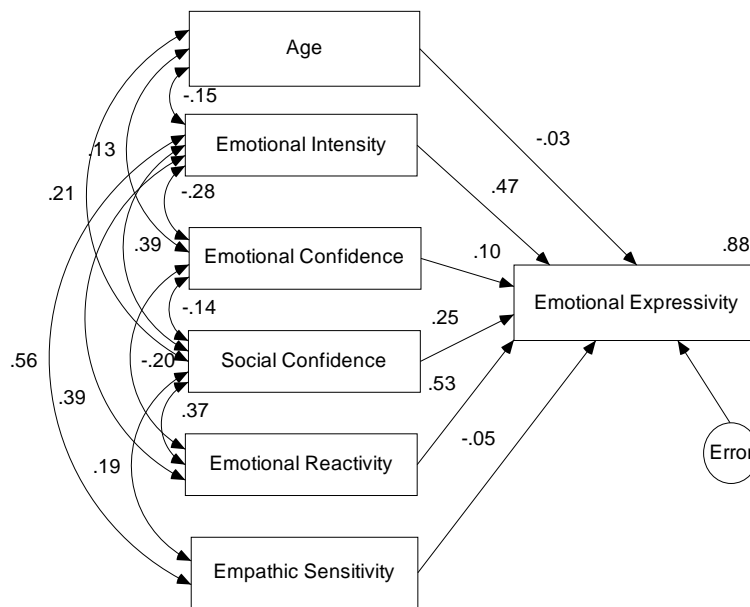 Age
-.15
-.03
.13
Emotional Intensity
.21
-.28
.47
.39
Emotional Confidence
.10
.88
-.14
.25
Emotional Expressivity
.56
-.20
Social Confidence
.53
.39
.37
-.05
.19
Emotional Reactivity
Error
Empathic Sensitivity